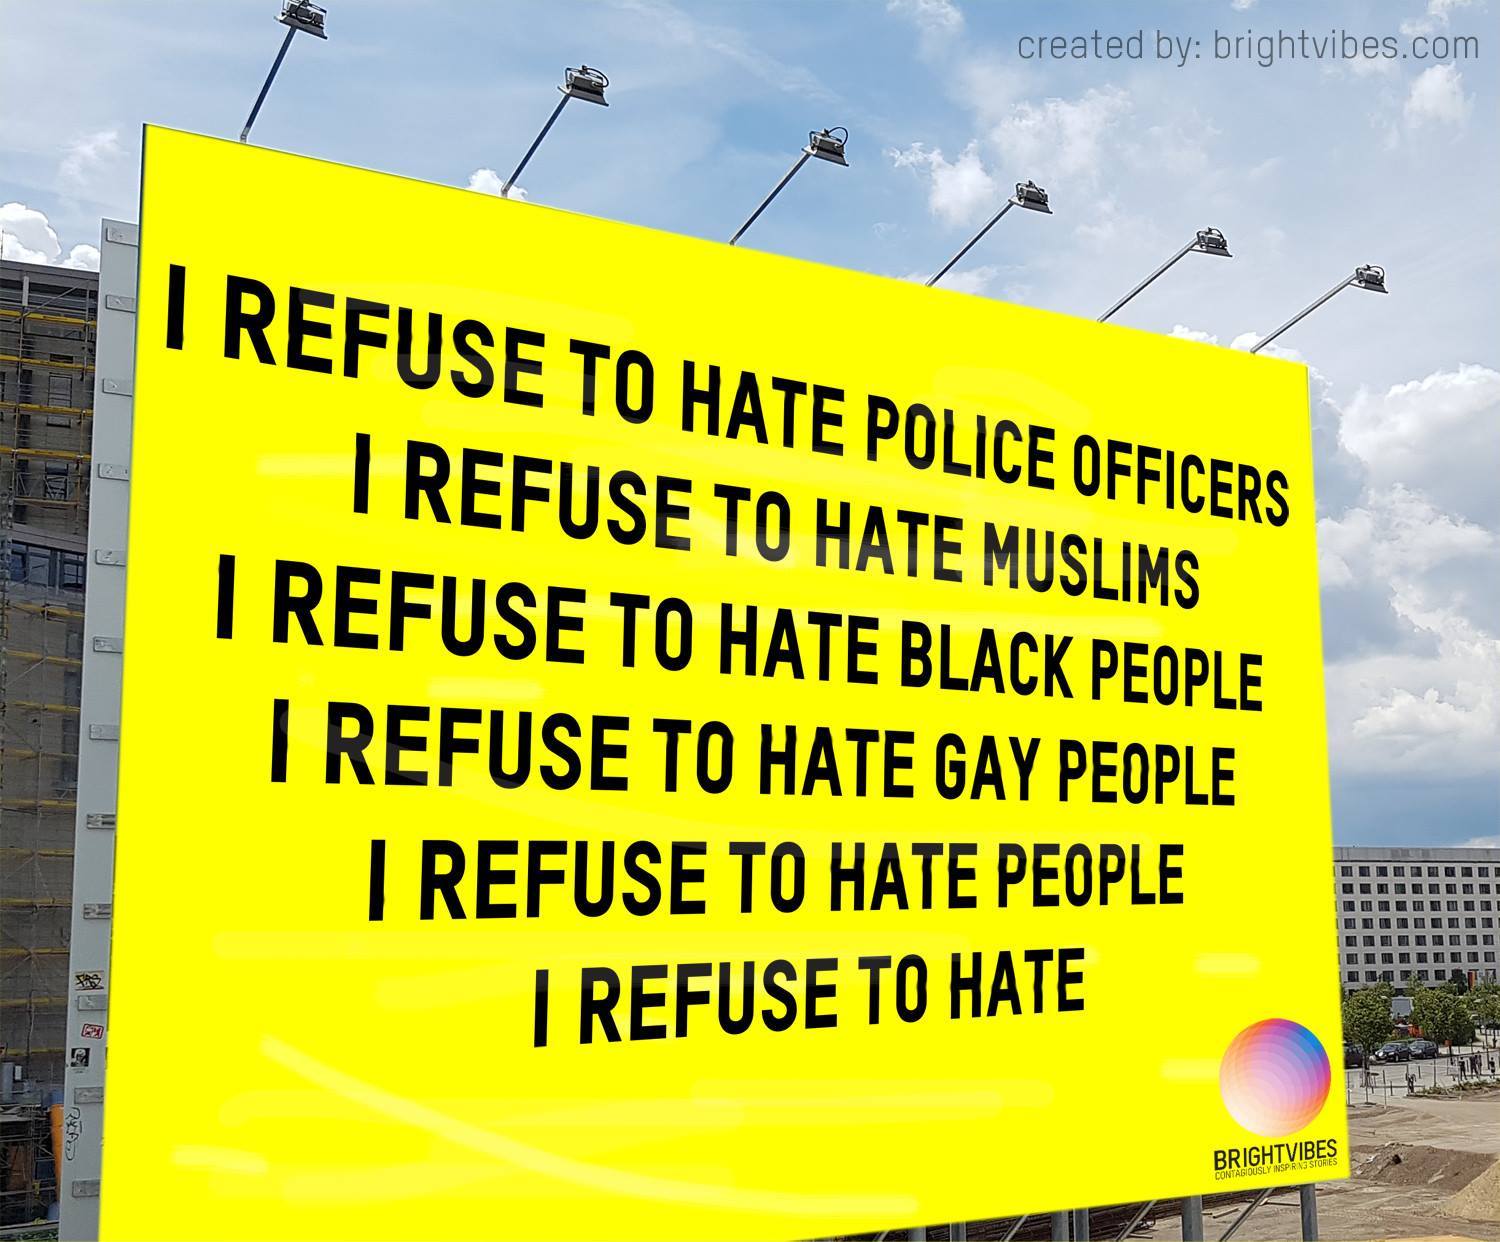 created by: brightvibes.com
I REFUSE TO HATE POLICE OFFICERS
I REFUSE TO HATE MUSLIMS
I REFUSE TO HATE BLACK PEOPLE
I REFUSE TO HATE GAY PEOPLE
I REFUSE TO HATE PEOPLE
I REFUSE TO HATE
BRIGHTVIBES
CONTAGIOUSLY INSPIRING STORIES